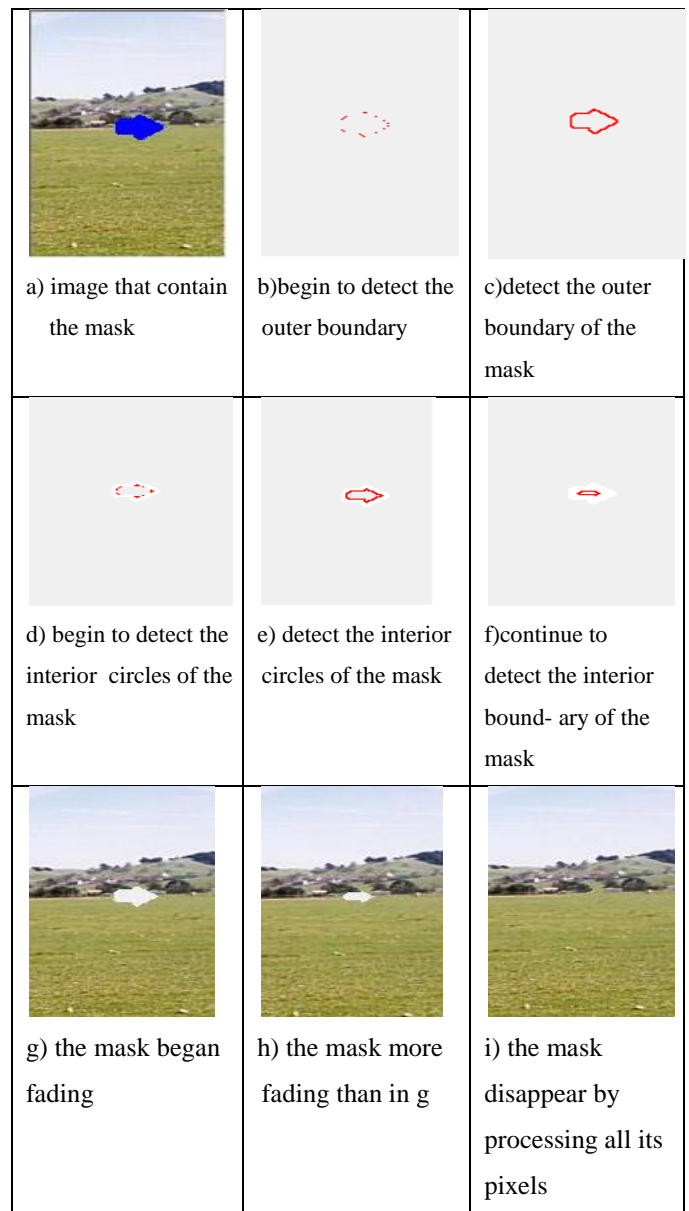 a) image that contain
the mask
b)begin to detect the
outer boundary
c)detect the outer
boundary of the
mask
d) begin to detect the
interior circles of the
mask
e) detect the interior
circles of the mask
f)continue to
detect the interior
bound- ary of the
mask
g) the mask began
fading
h) the mask more
fading than in g
i) the mask
disappear by
processing all its
pixels